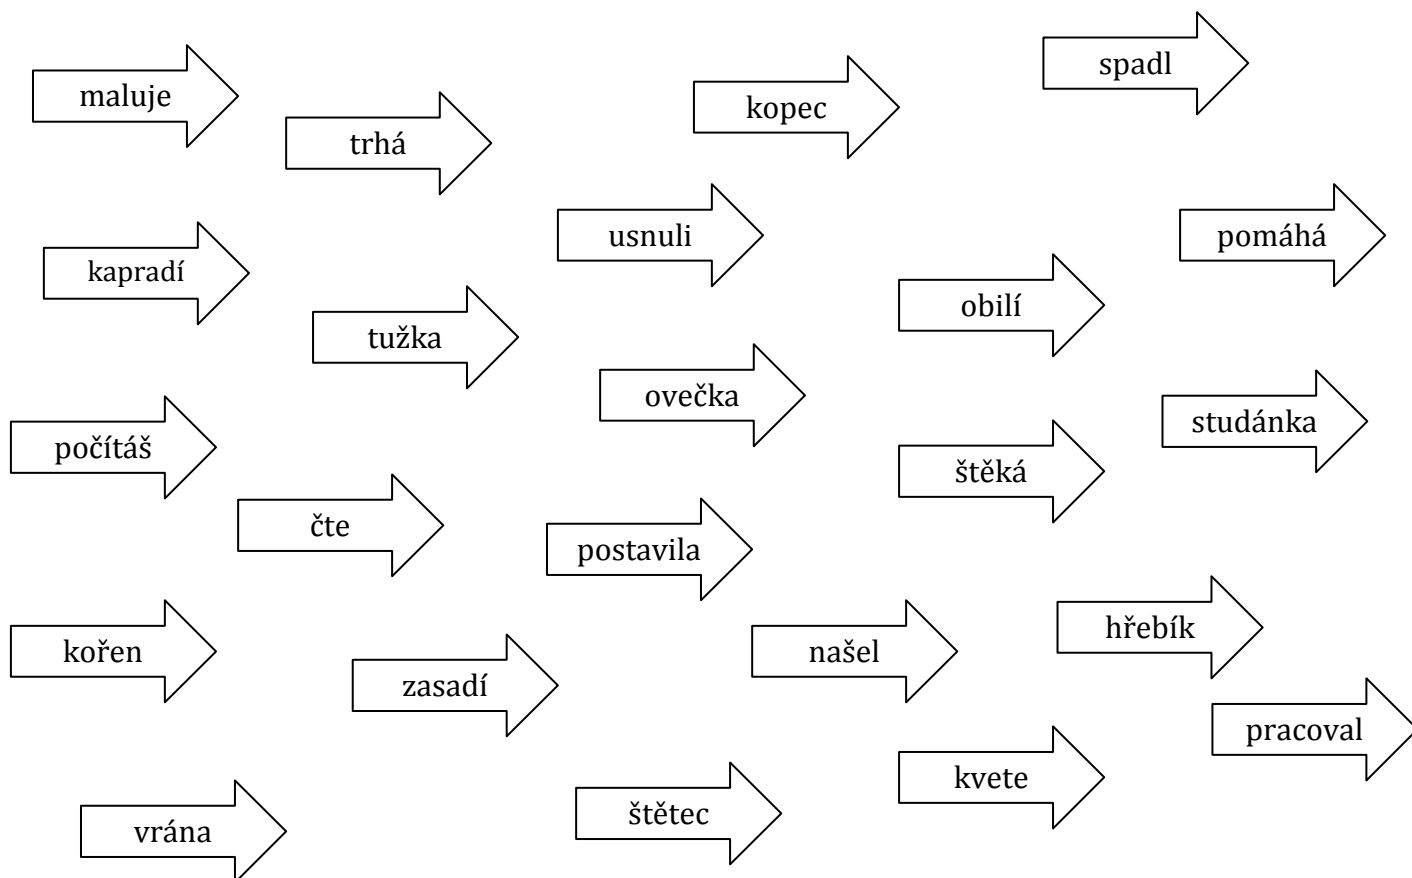 maluje
trhá
kopec
spadl
kapradí
usnuli
pomáhá
tužka
obilí
ovečka
počítáš
studánka
čte
štěká
postavila
kořen
zasadí
našel
hřebík
pracoval
vrána
štětec
kvete